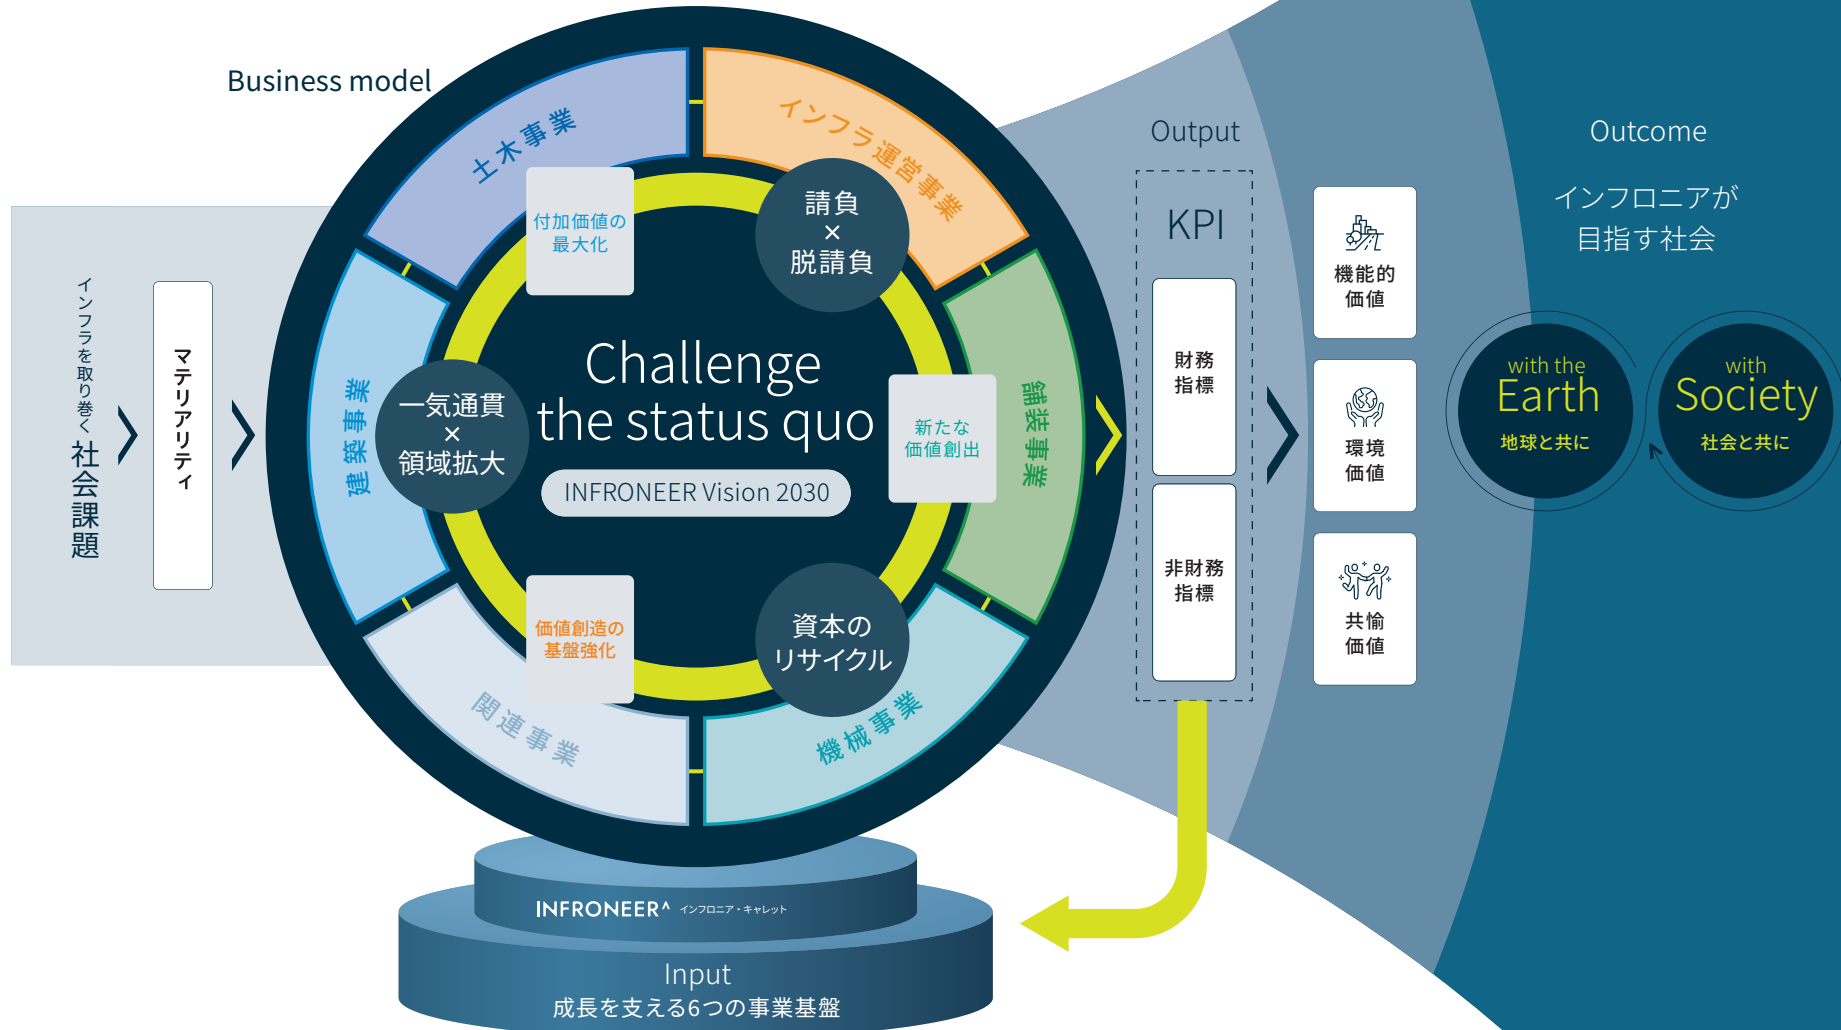 Business model
インフラを取り巻く
社会課題
マテリアリティ
土木事業
インフラ運営事業
舗装事業
機械事業
関連事業
建築事業
付加価値の
最大化
請負
×
脱請負
一気通貫
×
領域拡大
Challenge
the status quo
INFRONEER Vision 2030
新たな
価値創出
価値創造の
基盤強化
資本の
リサイクル
INFRONEER^ インフロニア・キャレット
Input
成長を支える6つの事業基盤
Output
KPI
財務
指標
非財務
指標
機能的
価値
環境
価値
共愉
価値
Outcome
インフロニアが
目指す社会
with the
Earth
地球と共に
with
Society
社会と共に